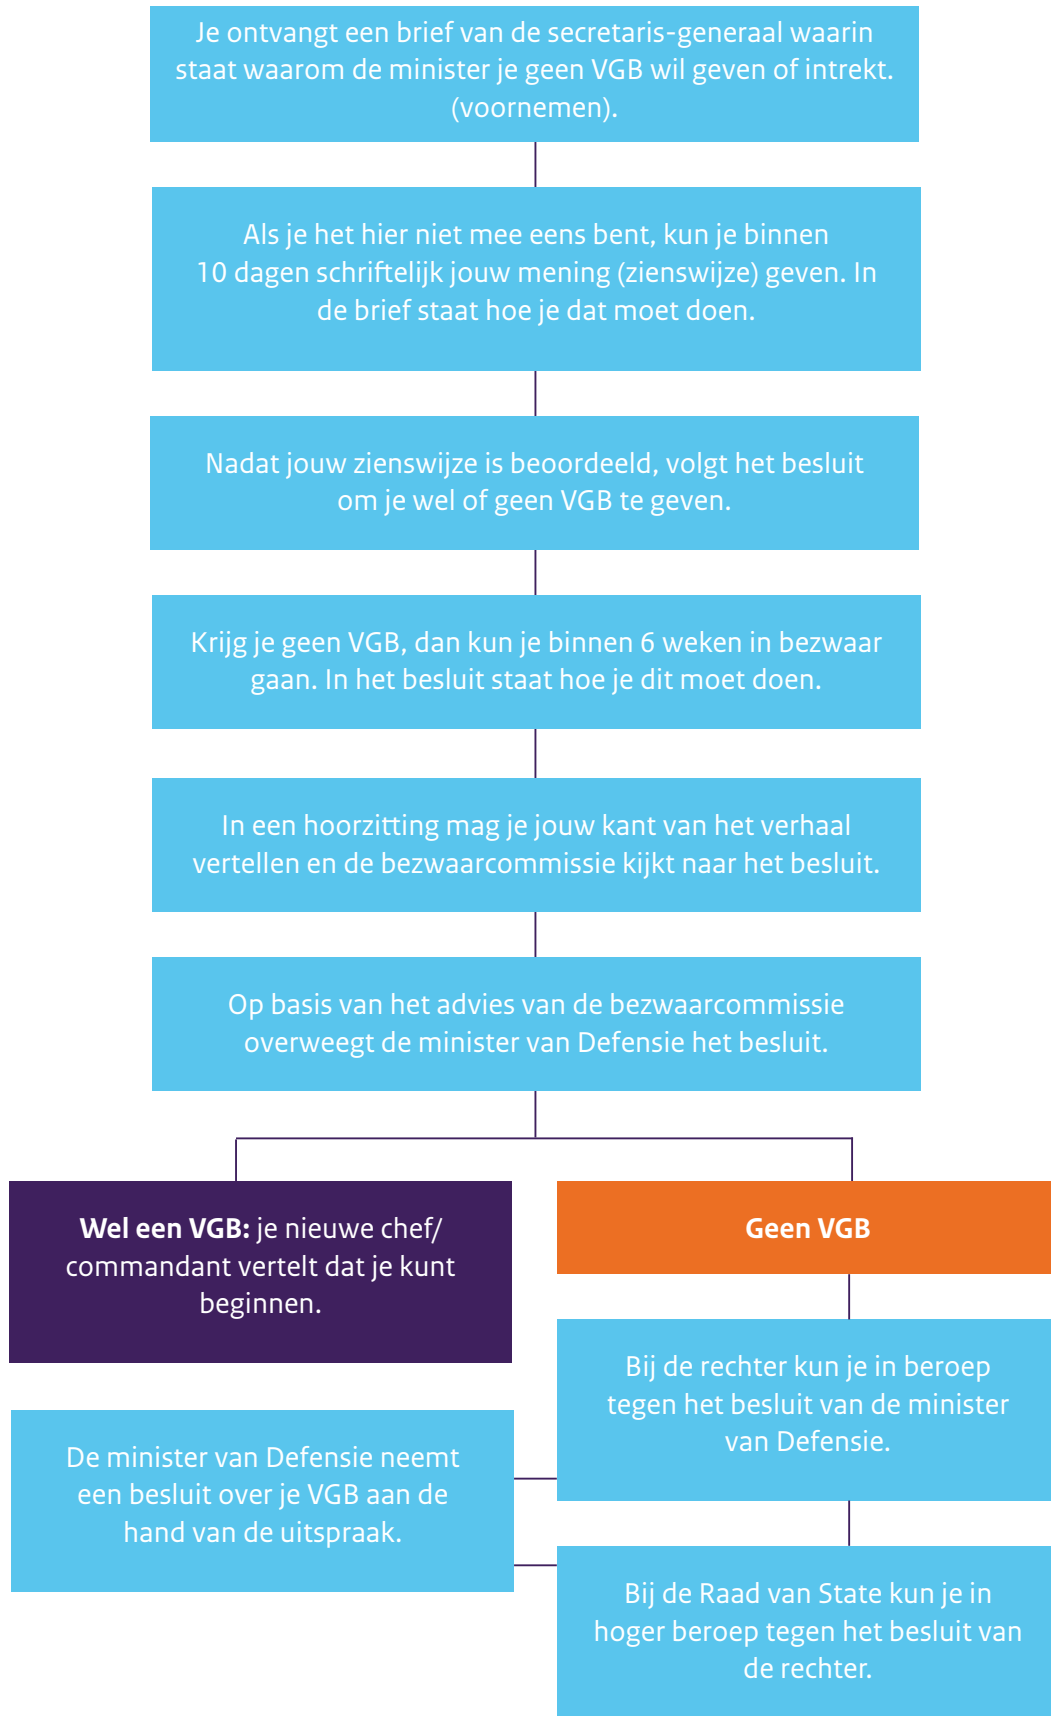 Je ontvangt een brief van de secretaris-generaal waarin
staat waarom de minister je geen VGB wil geven of intrekt.
(voornemen).
Als je het hier niet mee eens bent, kun je binnen
10 dagen schriftelijk jouw mening (zienswijze) geven. In
de brief staat hoe je dat moet doen.
Nadat jouw zienswijze is beoordeeld, volgt het besluit
om je wel of geen VGB te geven.
Krijg je geen VGB, dan kun je binnen 6 weken in bezwaar
gaan. In het besluit staat hoe je dit moet doen.
In een hoorzitting mag je jouw kant van het verhaal
vertellen en de bezwaarcommissie kijkt naar het besluit.
Op basis van het advies van de bezwaarcommissie
overweegt de minister van Defensie het besluit.
Wel een VGB: je nieuwe chef/
commandant vertelt dat je kunt
beginnen.
Geen VGB
Bij de rechter kun je in beroep
tegen het besluit van de minister
van Defensie.
De minister van Defensie neemt
een besluit over je VGB aan de
hand van de uitspraak.
Bij de Raad van State kun je in
hoger beroep tegen het besluit van
de rechter.